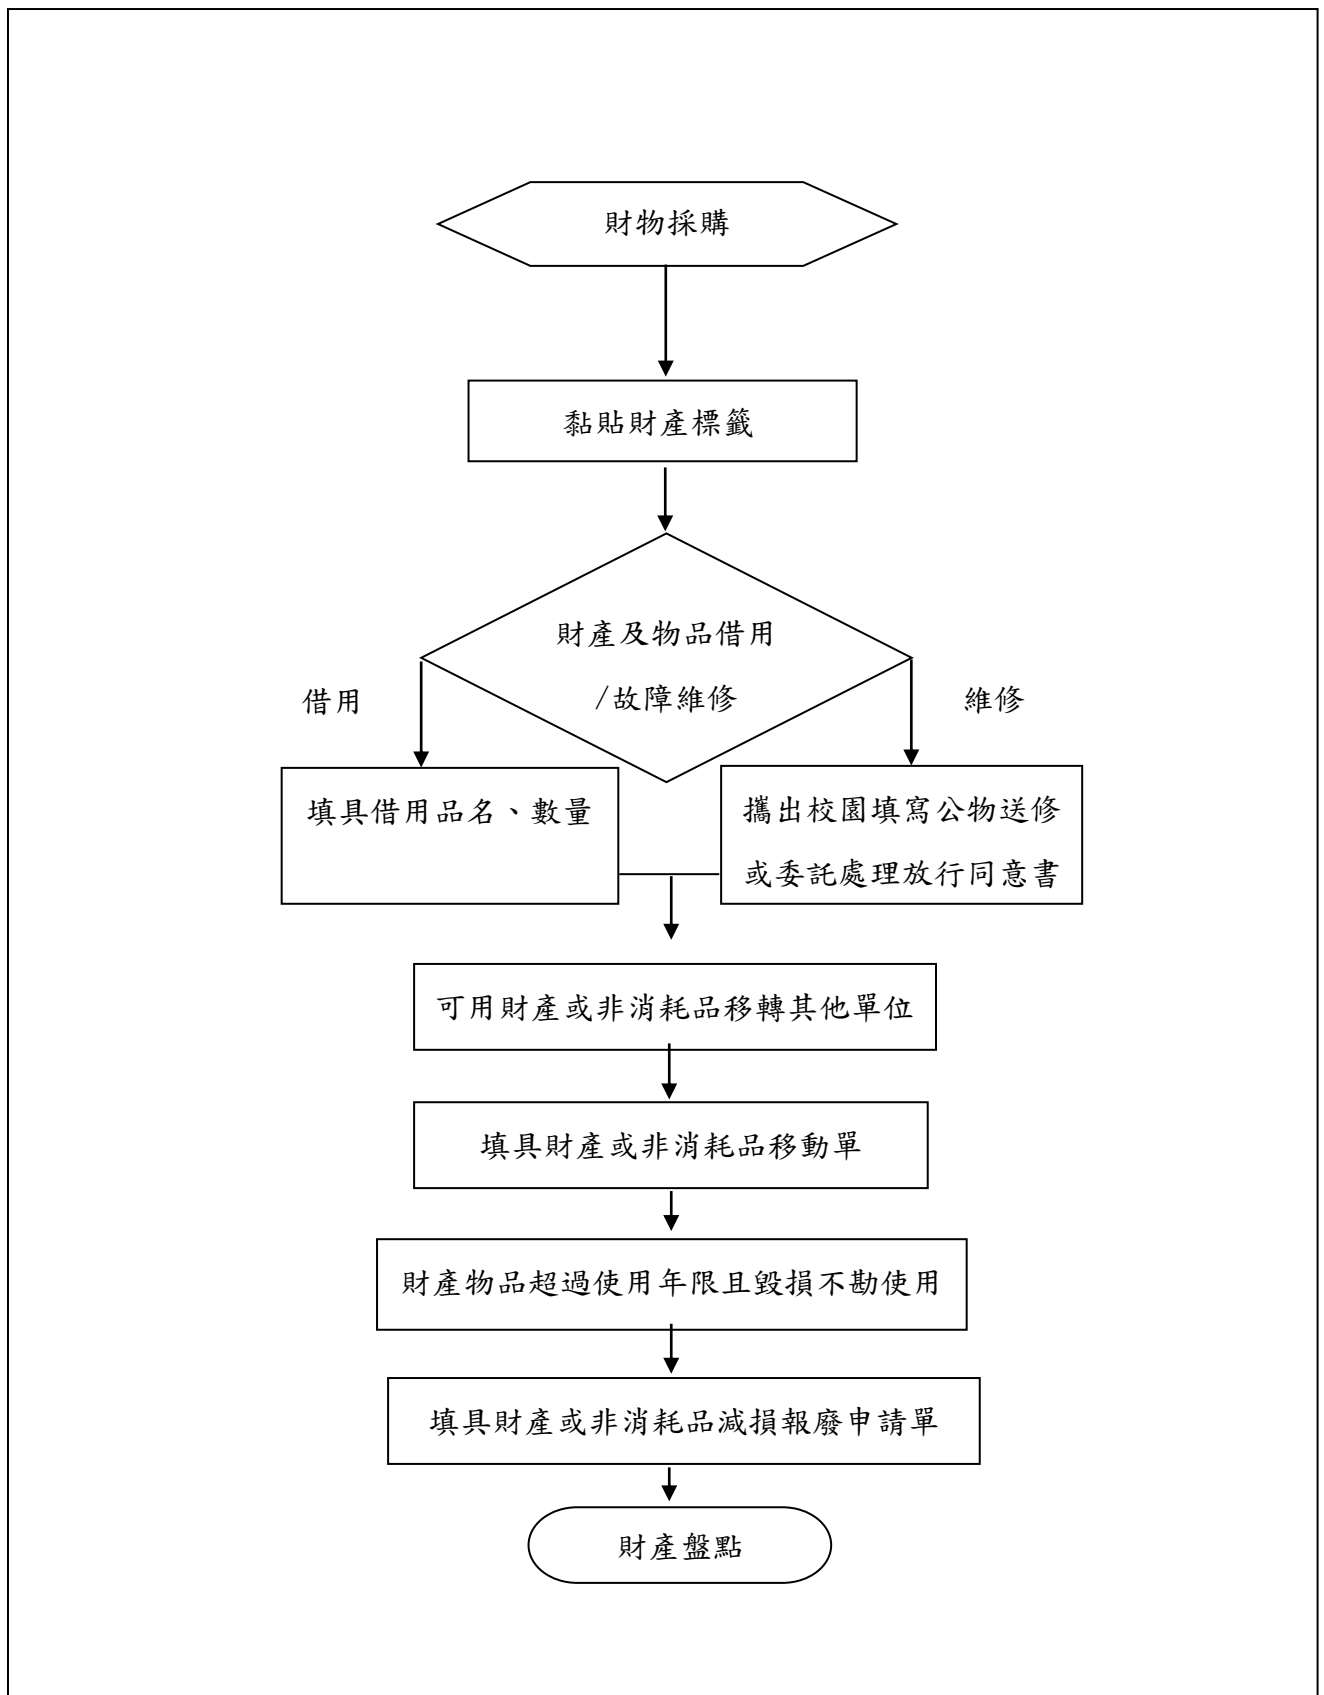 財物採購
黏貼財產標籤
財產及物品借用
/故障維修
借用
維修
填具借用品名、數量
攜出校園填寫公物送修
或委託處理放行同意書
可用財產或非消耗品移轉其他單位
填具財產或非消耗品移動單
財產物品超過使用年限且毀損不勘使用
填具財產或非消耗品減損報廢申請單
財產盤點